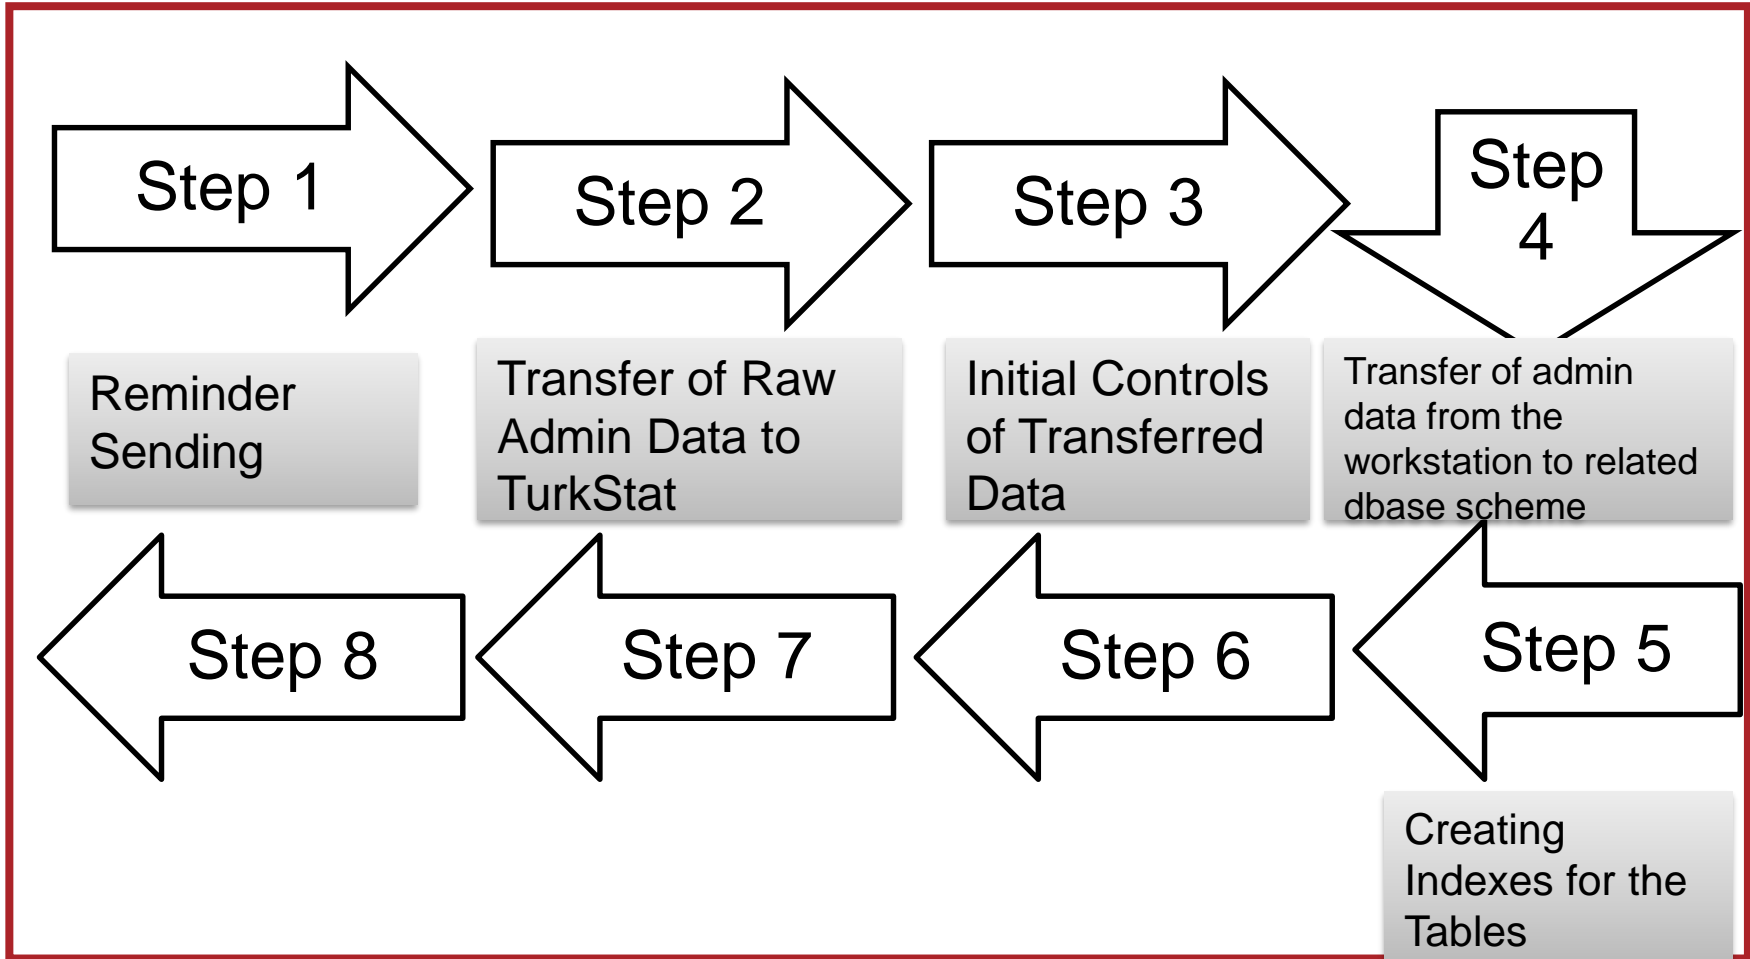 Step 1
Step 2
Step 3
Step
4
Reminder
Sending
Transfer of Raw
Admin Data to
TurkStat
Initial Controls
of Transferred
Data
Transfer of admin
data from the
workstation to related
dbase scheme
Step 8
Step 7
Step 6
Step 5
Creating
Indexes for the
Tables